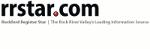 rrstar.com
Rockford Register Star | The Rock River Valley's Leading Information Source